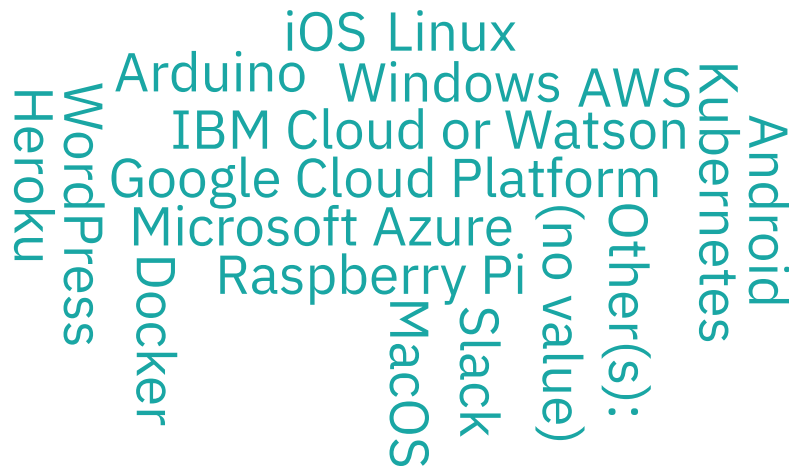 iOS
Linux
Arduino
Windows
AWS
IBM Cloud or Watson
Google Cloud Platform
Microsoft Azure
Raspberry Pi
Heroku
WordPress
Docker
MacOS
Slack
(no value)
Other(s):
Kubernetes
Android